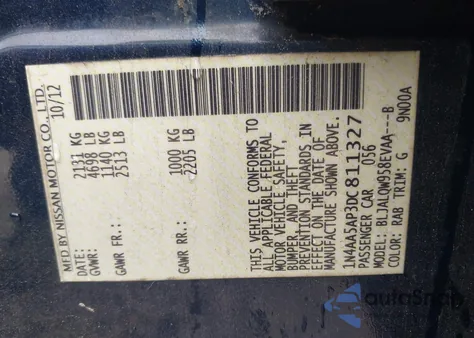 MFD BY NISSAN MOTOR CO., LTD.
10/12
GVWR: 2131 KG
4698 LB
GAWR FR.: 1140 KG
2513 LB
GAWR RR.: 1000 KG
2205 LB
THIS VEHICLE CONFORMS TO
ALL APPLICABLE FEDERAL
MOTOR VEHICLE SAFETY,
BUMPER, AND THEFT
PREVENTION STANDARDS IN
EFFECT ON THE DATE OF
MANUFACTURE SHOWN ABOVE.
1N4AA5AP3DC811327
PASSENGER CAR 056
MODEL: BLJALQW958EVAA---B
COLOR: RAB TRIM: G 9N00A
autoSnap